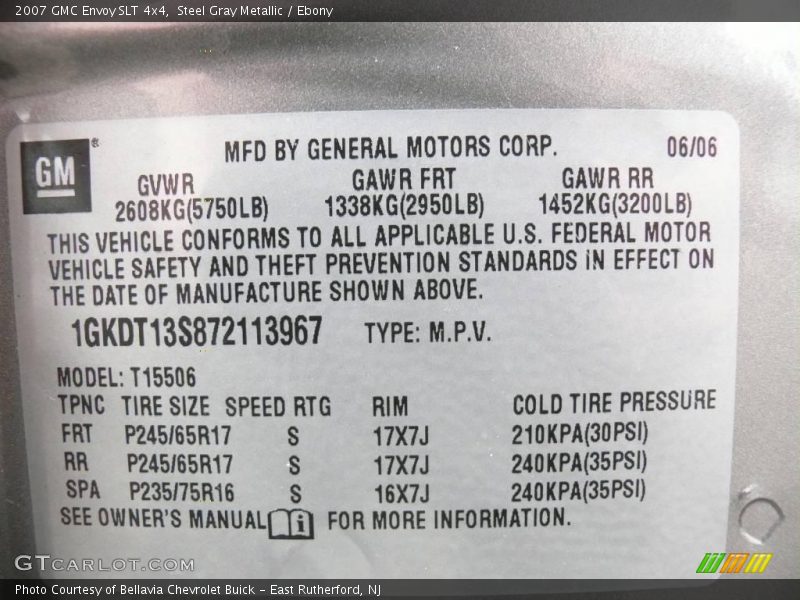 2007 GMC Envoy SLT 4x4, Steel Gray Metallic / Ebony
GM®
MFD BY GENERAL MOTORS CORP. 06/06
GVWR GAWR FRT GAWR RR
2608KG(5750LB) 1338KG(2950LB) 1452KG(3200LB)
THIS VEHICLE CONFORMS TO ALL APPLICABLE U.S. FEDERAL MOTOR
VEHICLE SAFETY AND THEFT PREVENTION STANDARDS IN EFFECT ON
THE DATE OF MANUFACTURE SHOWN ABOVE.
1GKDT13S872113967 TYPE: M.P.V.
MODEL: T15506
TPNC TIRE SIZE SPEED RTG RIM COLD TIRE PRESSURE
FRT P245/65R17 S 17X7J 210KPA(30PSI)
RR P245/65R17 S 17X7J 240KPA(35PSI)
SPA P235/75R16 S 16X7J 240KPA(35PSI)
SEE OWNER'S MANUAL i FOR MORE INFORMATION.
GTCARLOT.COM
Photo Courtesy of Bellavia Chevrolet Buick - East Rutherford, NJ